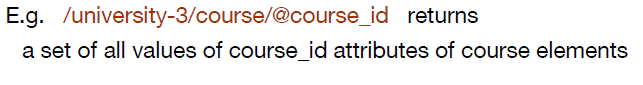 E.g. /university-3/course/@course_id returns
a set of all values of course_id attributes of course elements